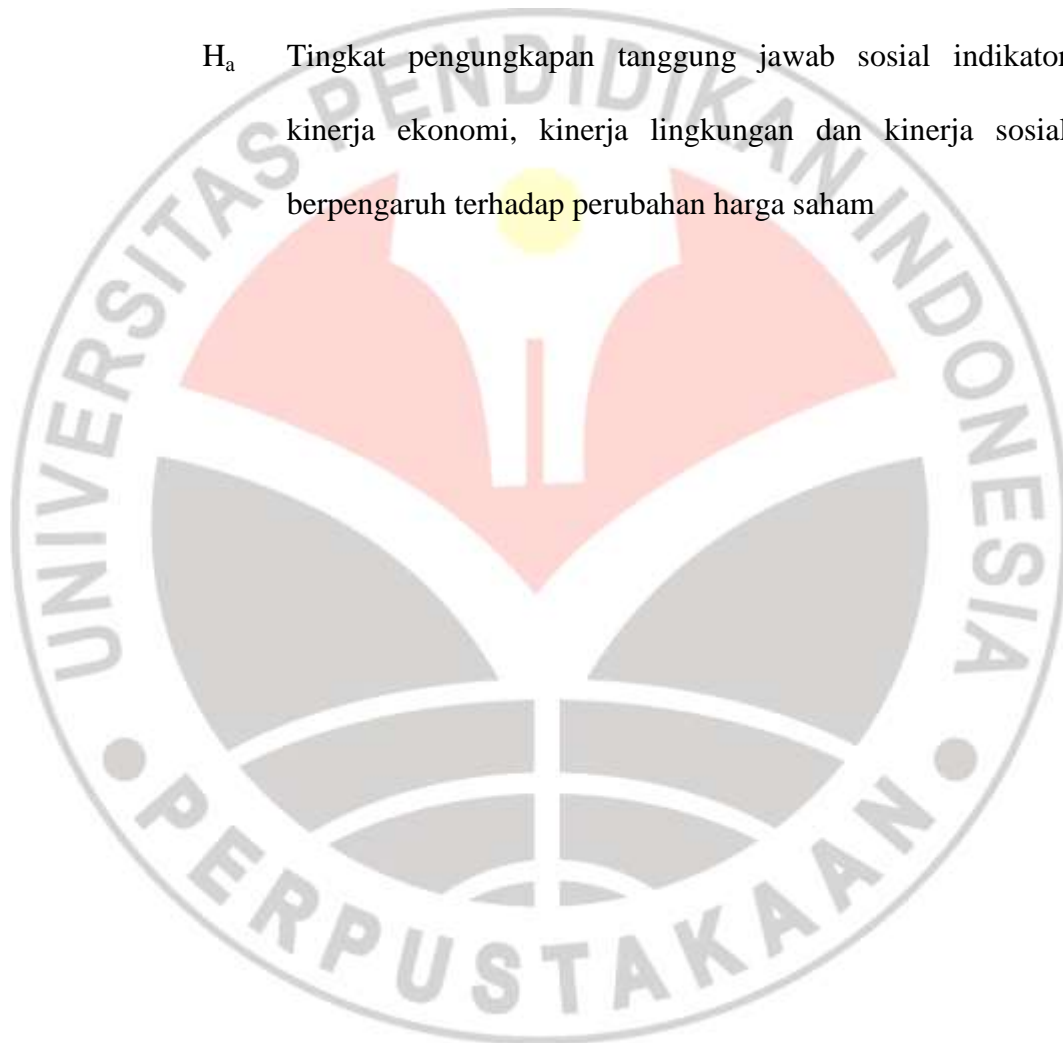 Hₐ Tingkat pengungkapan tanggung jawab sosial indikator
kinerja ekonomi, kinerja lingkungan dan kinerja sosial
berpengaruh terhadap perubahan harga saham
UNIVERSITAS PENDIDIKAN INDONESIA
PERPUSTAKAAN